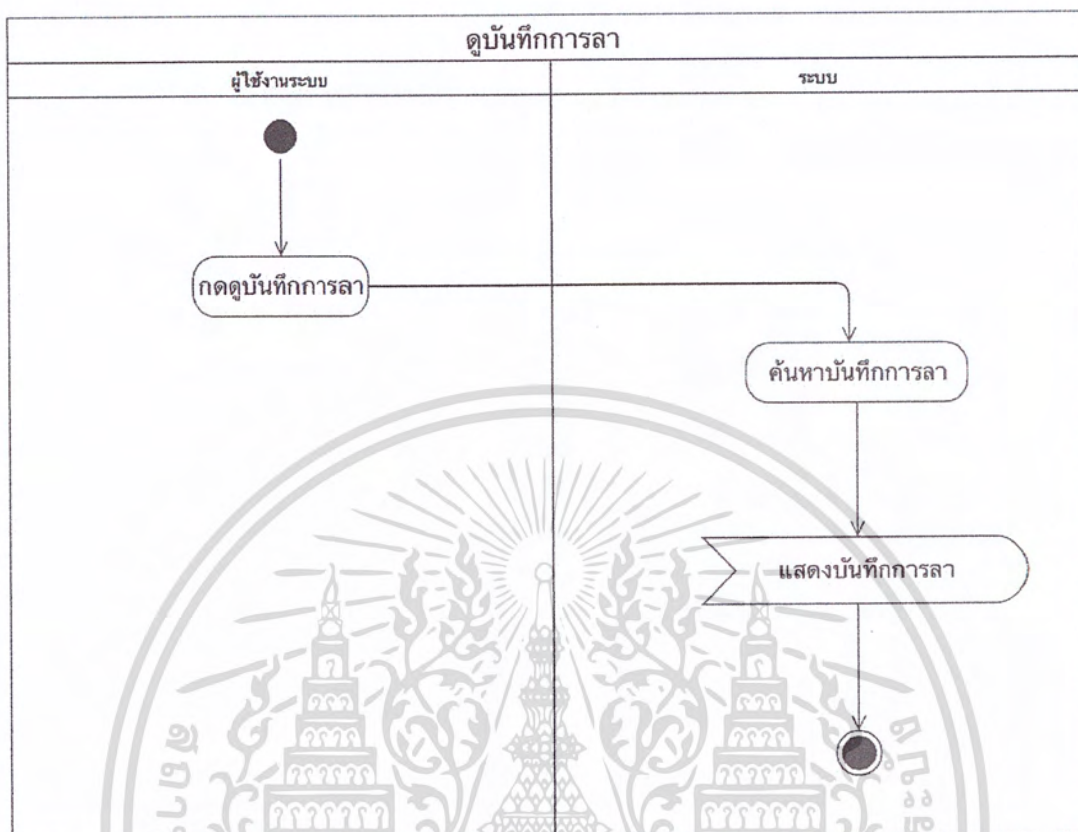 ดูบันทึกการลา
ผู้ใช้งานระบบ
ระบบ
กดดูบันทึกการลา
ค้นหาบันทึกการลา
แสดงบันทึกการลา